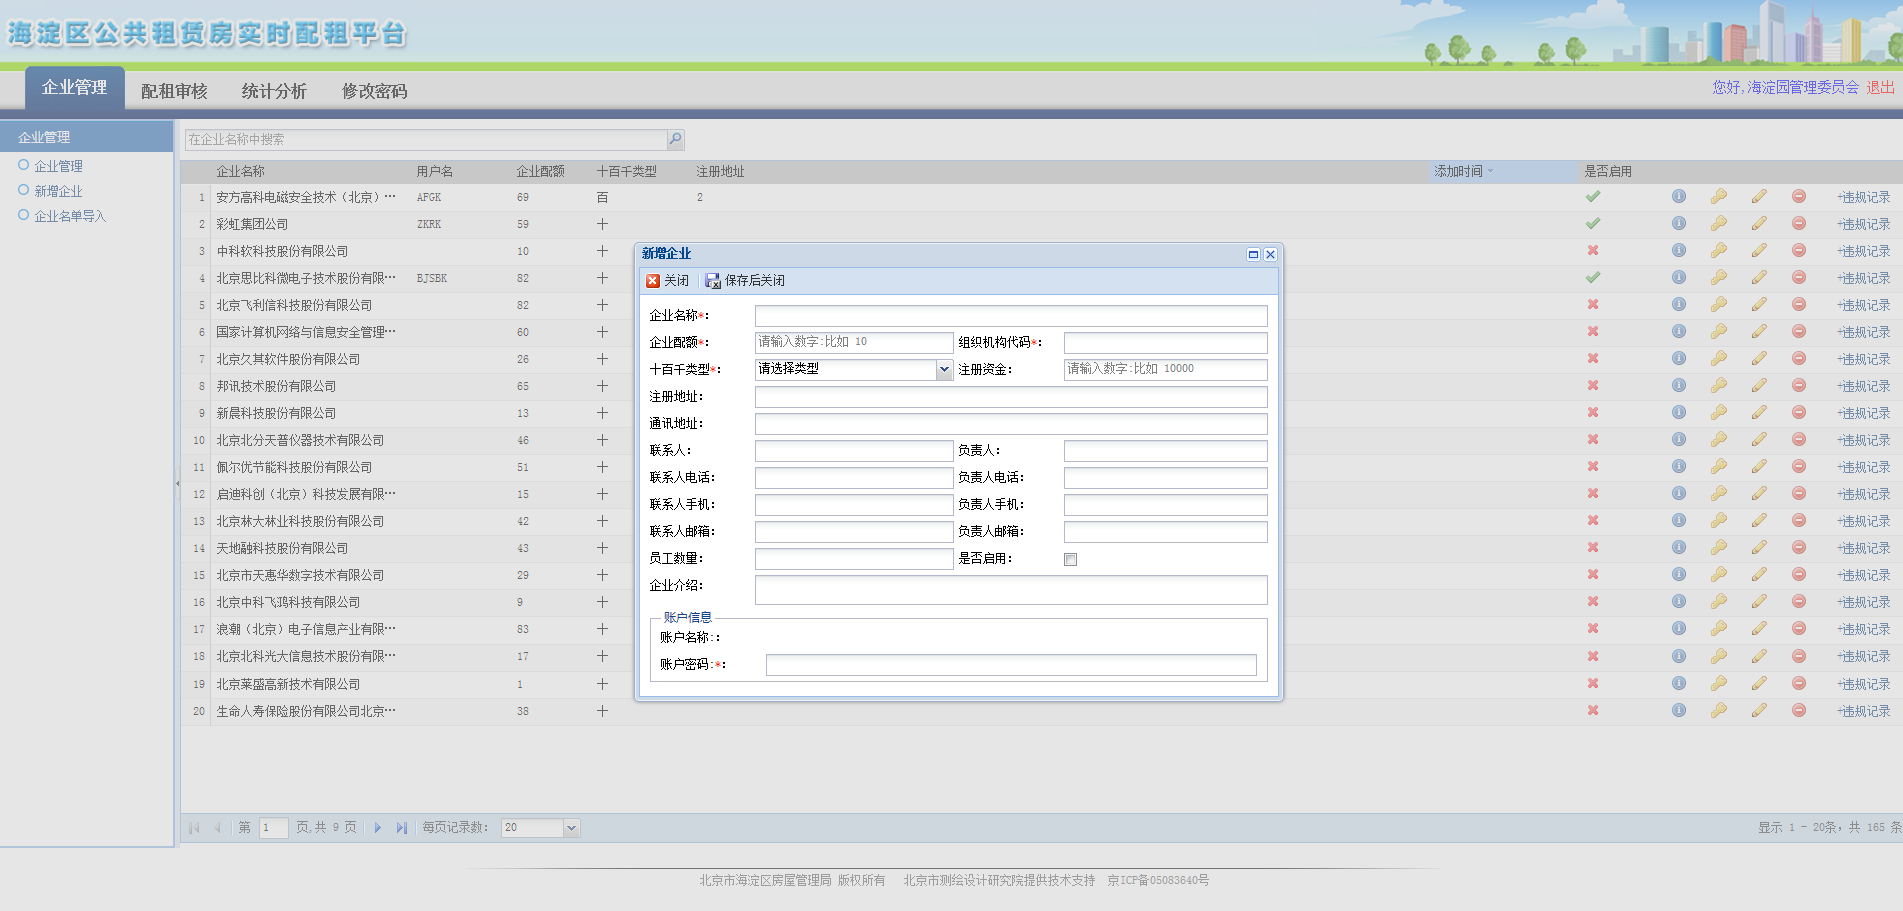 海淀区公共租赁房实时配租平台
企业管理 配租审核 统计分析 修改密码
您好,海淀园管理委员会 退出
企业管理
企业管理
新增企业
企业名单导入
在企业名称中搜索
企业名称 用户名 企业配额 十百千类型 注册地址 添加时间 是否启用
1 安方高科电磁安全技术（北京）… AFGK 69 百 2 +违规记录
2 彩虹集团公司 ZKRK 59 十 +违规记录
3 中科软科技股份有限公司 10 十 +违规记录
4 北京思比科微电子技术股份有限… BJSBK 82 十 +违规记录
5 北京飞利信科技股份有限公司 82 十 +违规记录
6 国家计算机网络与信息安全管理… 60 十 +违规记录
7 北京久其软件股份有限公司 26 十 +违规记录
8 邦讯技术股份有限公司 65 十 +违规记录
9 新晨科技股份有限公司 13 十 +违规记录
10 北京北分天普仪器技术有限公司 46 十 +违规记录
11 佩尔优节能科技股份有限公司 51 十 +违规记录
12 启迪科创（北京）科技发展有限… 15 十 +违规记录
13 北京林大林业科技股份有限公司 42 十 +违规记录
14 天地融科技股份有限公司 43 十 +违规记录
15 北京市天惠华数字技术有限公司 29 十 +违规记录
16 北京中科飞鸿科技有限公司 9 十 +违规记录
17 浪潮（北京）电子信息产业有限… 83 十 +违规记录
18 北京北科光大信息技术股份有限… 17 十 +违规记录
19 北京莱盛高新技术有限公司 1 十 +违规记录
20 生命人寿保险股份有限公司北京… 38 十 +违规记录
新增企业
关闭 保存后关闭
企业名称*:
企业配额*: 请输入数字:比如 10 组织机构代码*:
十百千类型*: 请选择类型 注册资金: 请输入数字:比如 10000
注册地址:
通讯地址:
联系人: 负责人:
联系人电话: 负责人电话:
联系人手机: 负责人手机:
联系人邮箱: 负责人邮箱:
员工数量: 是否启用:
企业介绍:
账户信息
账户名称::
账户密码:*:
第 1 页,共 9 页 每页记录数: 20 显示 1 - 20条，共 165 条
北京市海淀区房屋管理局 版权所有 北京市测绘设计研究院提供技术支持 京ICP备05083640号